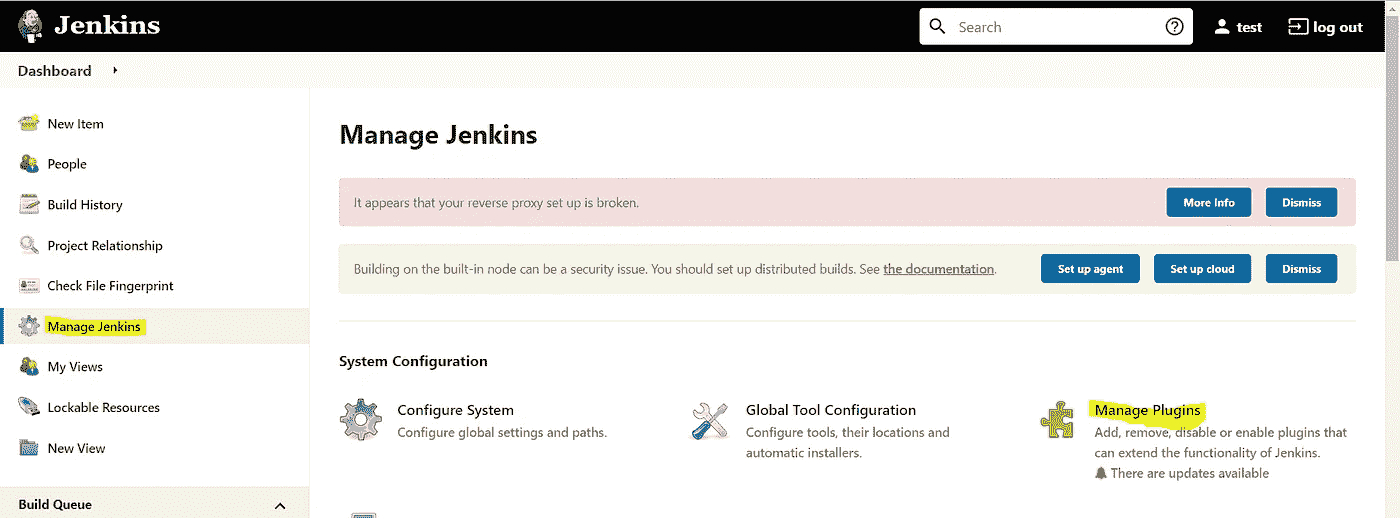 Jenkins
Search
test
log out
Dashboard
New Item
People
Build History
Project Relationship
Check File Fingerprint
Manage Jenkins
My Views
Lockable Resources
New View
Build Queue
Manage Jenkins
It appears that your reverse proxy set up is broken.
More Info
Dismiss
Building on the built-in node can be a security issue. You should set up distributed builds. See the documentation.
Set up agent
Set up cloud
Dismiss
System Configuration
Configure System
Configure global settings and paths.
Global Tool Configuration
Configure tools, their locations and
automatic installers.
Manage Plugins
Add, remove, disable or enable plugins that
can extend the functionality of Jenkins.
There are updates available